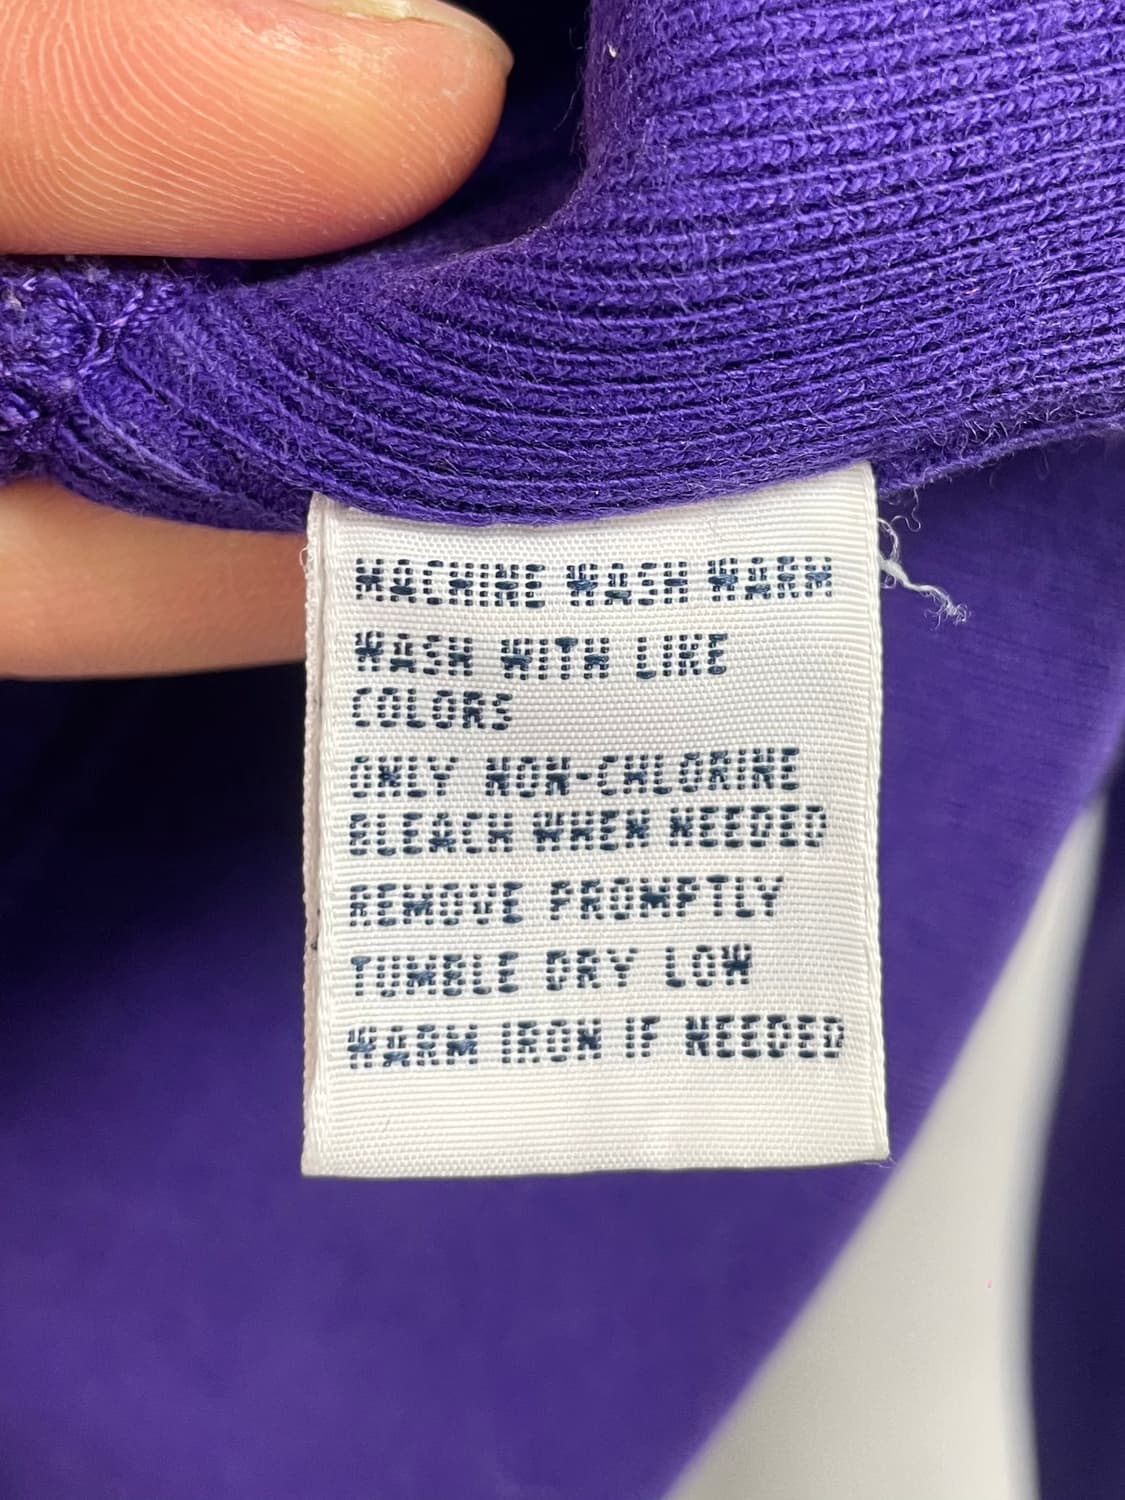 MACHINE WASH WARM
WASH WITH LIKE
COLORS
ONLY NON-CHLORINE
BLEACH WHEN NEEDED
REMOVE PROMPTLY
TUMBLE DRY LOW
WARM IRON IF NEEDED